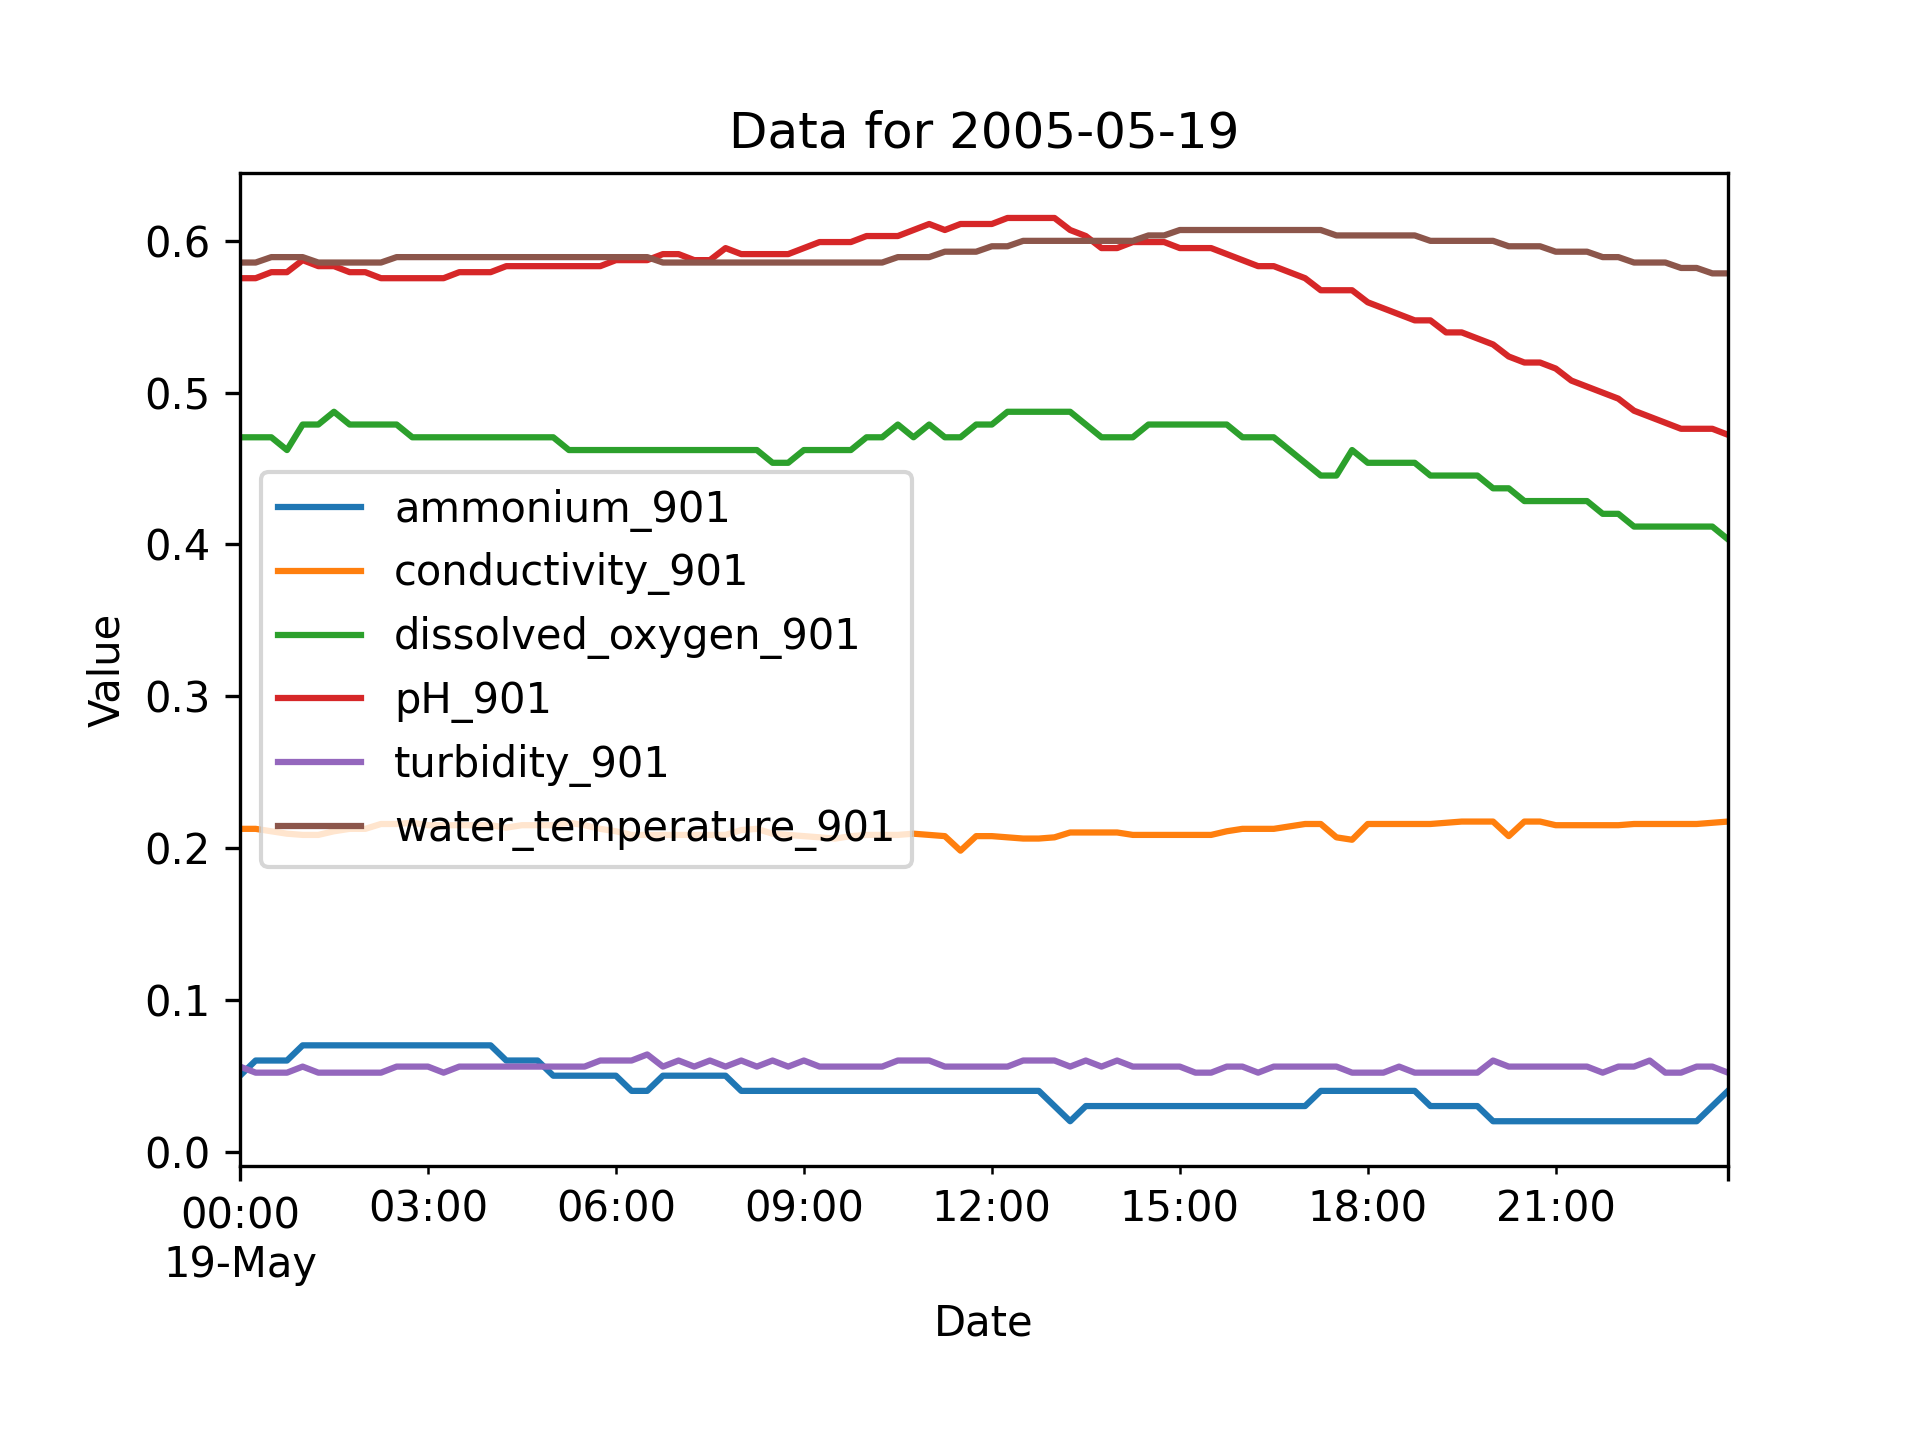 Data for 2005-05-19
Value
0.6
0.5
0.4
0.3
0.2
0.1
0.0
ammonium_901
conductivity_901
dissolved_oxygen_901
pH_901
turbidity_901
water_temperature_901
00:00 03:00 06:00 09:00 12:00 15:00 18:00 21:00
19-May
Date